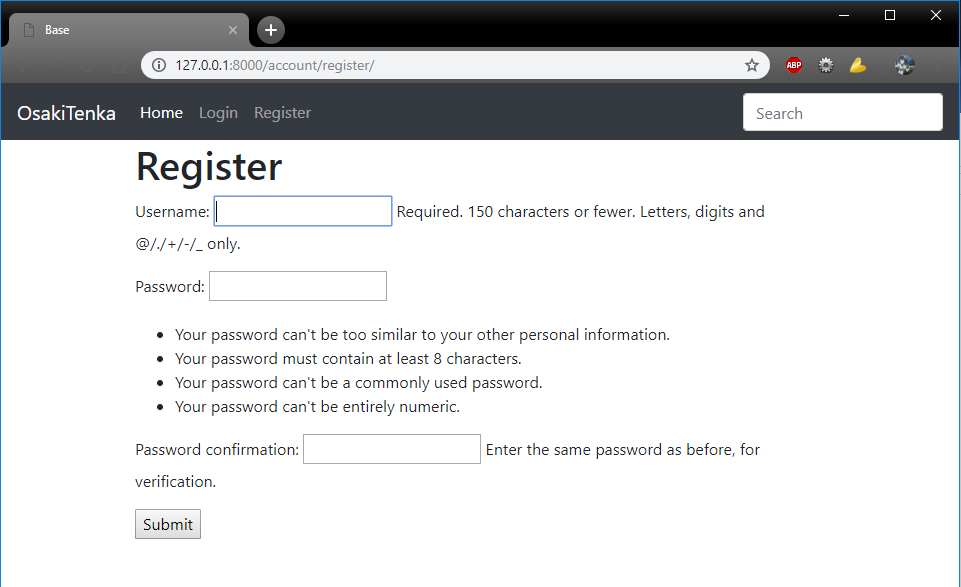 Base
127.0.0.1:8000/account/register/
ABP
OsakiTenka Home Login Register Search
Register
Username: Required. 150 characters or fewer. Letters, digits and
@/./+/-/_ only.
Password:
Your password can't be too similar to your other personal information.
Your password must contain at least 8 characters.
Your password can't be a commonly used password.
Your password can't be entirely numeric.
Password confirmation: Enter the same password as before, for
verification.
Submit